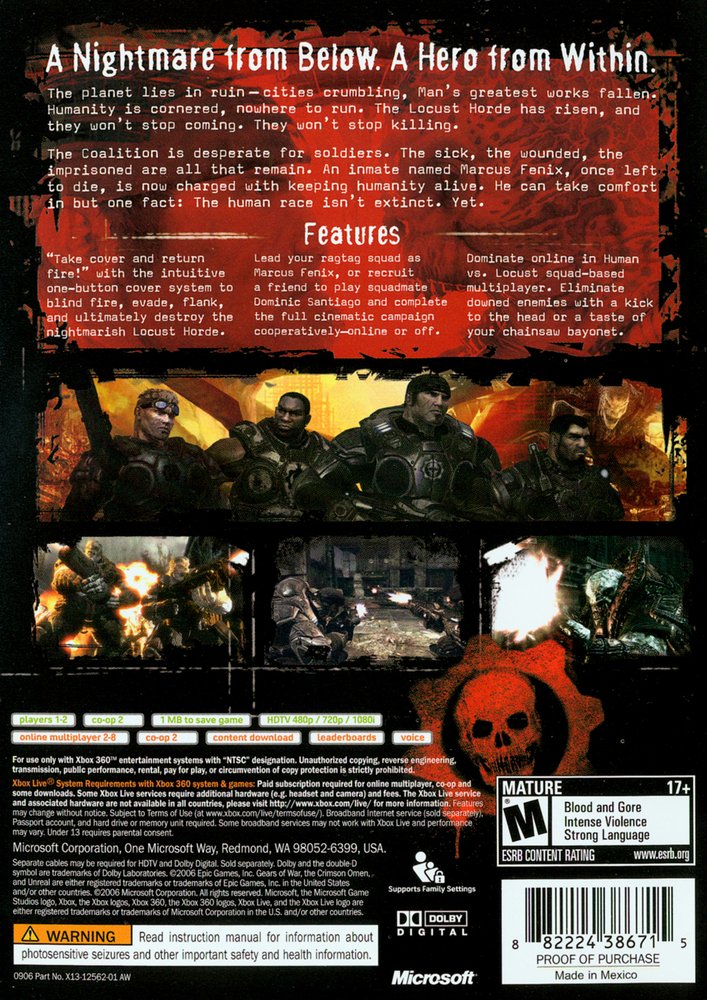 A Nightmare from Below. A Hero from Within.
The planet lies in ruin—cities crumbling, Man's greatest works fallen.
Humanity is cornered, nowhere to run. The Locust Horde has risen, and
they won't stop coming. They won't stop killing.
The Coalition is desperate for soldiers. The sick, the wounded, the
imprisoned are all that remain. An inmate named Marcus Fenix, once left
to die, is now charged with keeping humanity alive. He can take comfort
in but one fact: The human race isn't extinct. Yet.
Features
"Take cover and return
fire!" with the intuitive
one-button cover system to
blind fire, evade, flank,
and ultimately destroy the
nightmarish Locust Horde.
Lead your ragtag squad as
Marcus Fenix, or recruit
a friend to play squadmate
Dominic Santiago and complete
the full cinematic campaign
cooperatively—online or off.
Dominate online in Human
vs. Locust squad-based
multiplayer. Eliminate
downed enemies with a kick
to the head or a taste of
your chainsaw bayonet.
players 1-2 co-op 2 1 MB to save game HDTV 480p / 720p / 1080i
online multiplayer 2-8 co-op 2 content download leaderboards voice
For use only with Xbox 360™ entertainment systems with "NTSC" designation. Unauthorized copying, reverse engineering,
transmission, public performance, rental, pay for play, or circumvention of copy protection is strictly prohibited.
Xbox Live® System Requirements with Xbox 360 system & games: Paid subscription required for online multiplayer, co-op and
some downloads. Some Xbox Live services require additional hardware (e.g. headset and camera) and fees. The Xbox Live service
and associated hardware are not available in all countries, please visit http://www.xbox.com/live/ for more information. Features
may change without notice. Subject to Terms of Use (at www.xbox.com/live/termsofuse/). Broadband Internet service (sold separately),
Passport account, and hard drive or memory unit required. Some broadband services may not work with Xbox Live and performance
may vary. Under 13 requires parental consent.
Microsoft Corporation, One Microsoft Way, Redmond, WA 98052-6399, USA.
Separate cables may be required for HDTV and Dolby Digital. Sold separately. Dolby and the double-D
symbol are trademarks of Dolby Laboratories. ©2006 Epic Games, Inc. Gears of War, the Crimson Omen,
and Unreal are either registered trademarks or trademarks of Epic Games, Inc. in the United States
and/or other countries. ©2006 Microsoft Corporation. All rights reserved. Microsoft, the Microsoft Game
Studios logo, Xbox, the Xbox logos, Xbox 360, the Xbox 360 logos, Xbox Live, and the Xbox Live logo are
either registered trademarks or trademarks of Microsoft Corporation in the U.S. and/or other countries.
WARNING Read instruction manual for information about
photosensitive seizures and other important safety and health information.
0906 Part No. X13-12562-01 AW
Supports Family Settings
DOLBY
DIGITAL
Microsoft
MATURE 17+
M
Blood and Gore
Intense Violence
Strong Language
ESRB CONTENT RATING www.esrb.org
8 82224 38671 5
PROOF OF PURCHASE
Made in Mexico